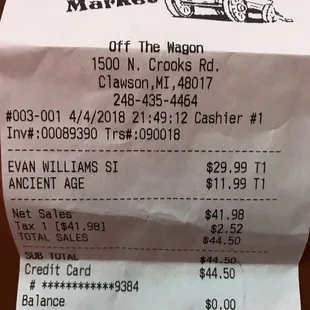 Market
Off The Wagon
1500 N. Crooks Rd.
Clawson,MI,48017
248-435-4464
#003-001 4/4/2018 21:49:12 Cashier #1
Inv#:00089390 Trs#:090018
EVAN WILLIAMS SI $29.99 T1
ANCIENT AGE $11.99 T1
Net Sales $41.98
Tax 1 [$41.98] $2.52
TOTAL SALES $44.50
SUB TOTAL $44.50
Credit Card $44.50
# ************9384
Balance $0.00